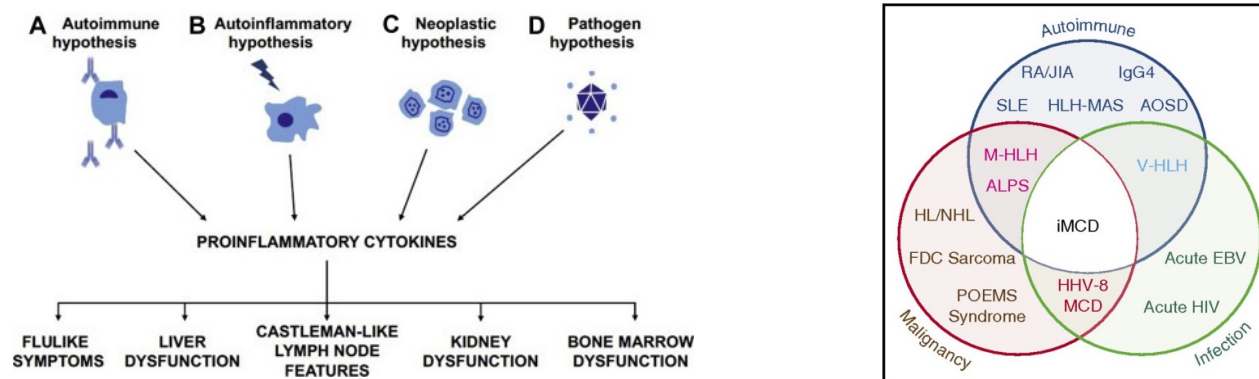 A Autoimmune
hypothesis
B Autoinflammatory
hypothesis
C Neoplastic
hypothesis
D Pathogen
hypothesis
PROINFLAMMATORY CYTOKINES
FLULIKE
SYMPTOMS
LIVER
DYSFUNCTION
CASTLEMAN-LIKE
LYMPH NODE
FEATURES
KIDNEY
DYSFUNCTION
BONE MARROW
DYSFUNCTION
Autoimmune
RA/JIA IgG4
SLE HLH-MAS AOSD
M-HLH
ALPS
V-HLH
HL/NHL
iMCD
FDC Sarcoma
POEMS
Syndrome
HHV-8
MCD
Acute EBV
Acute HIV
Malignancy
Infection